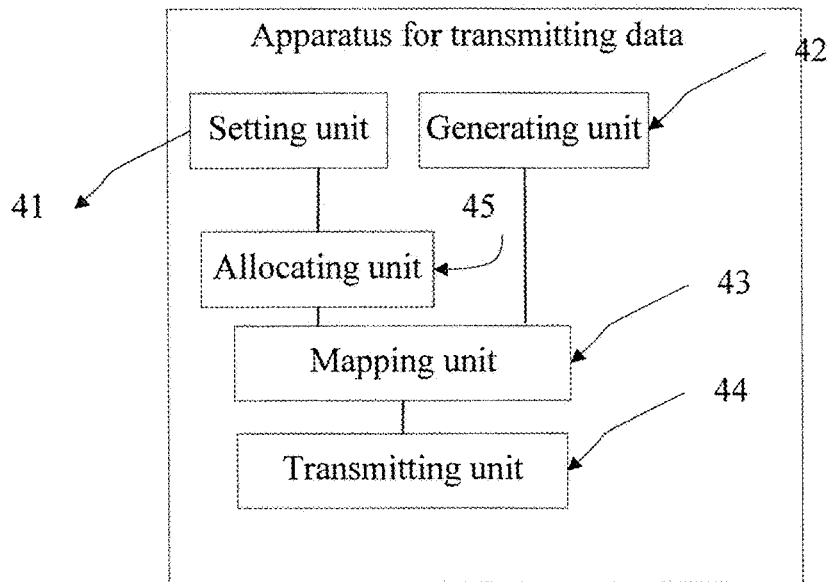 Apparatus for transmitting data
42
Setting unit
Generating unit
41
45
Allocating unit
43
Mapping unit
44
Transmitting unit